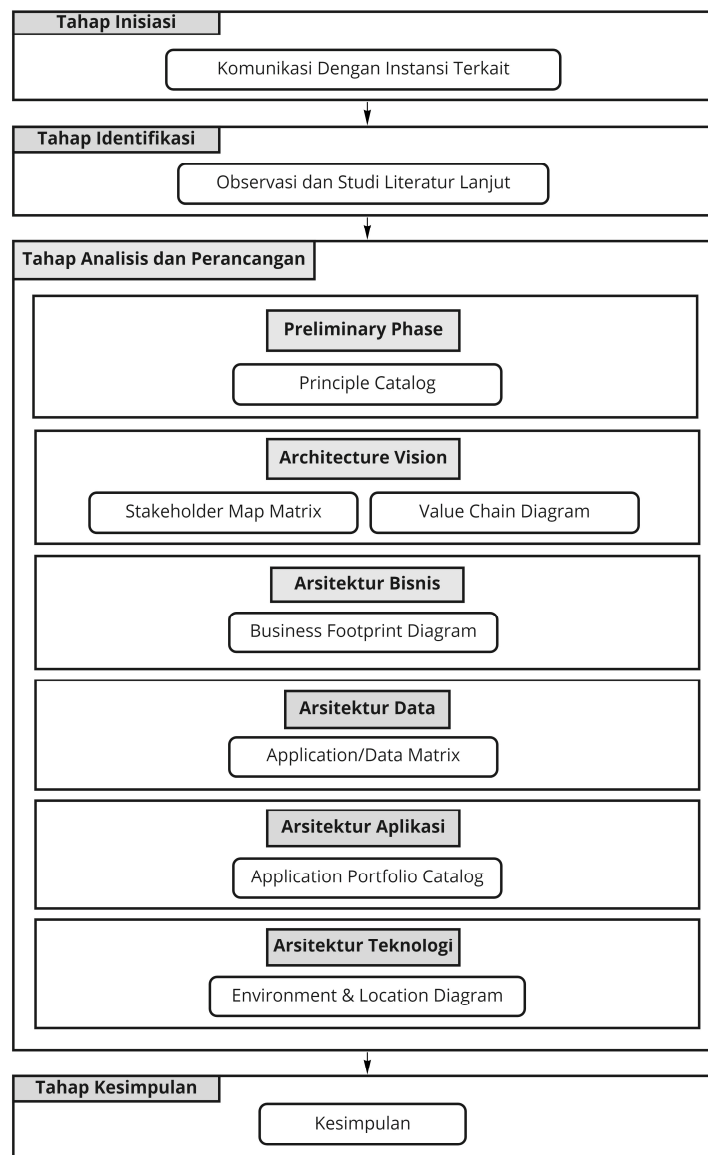 Tahap Inisiasi
Komunikasi Dengan Instansi Terkait
Tahap Identifikasi
Observasi dan Studi Literatur Lanjut
Tahap Analisis dan Perancangan
Preliminary Phase
Principle Catalog
Architecture Vision
Stakeholder Map Matrix
Value Chain Diagram
Arsitektur Bisnis
Business Footprint Diagram
Arsitektur Data
Application/Data Matrix
Arsitektur Aplikasi
Application Portfolio Catalog
Arsitektur Teknologi
Environment & Location Diagram
Tahap Kesimpulan
Kesimpulan